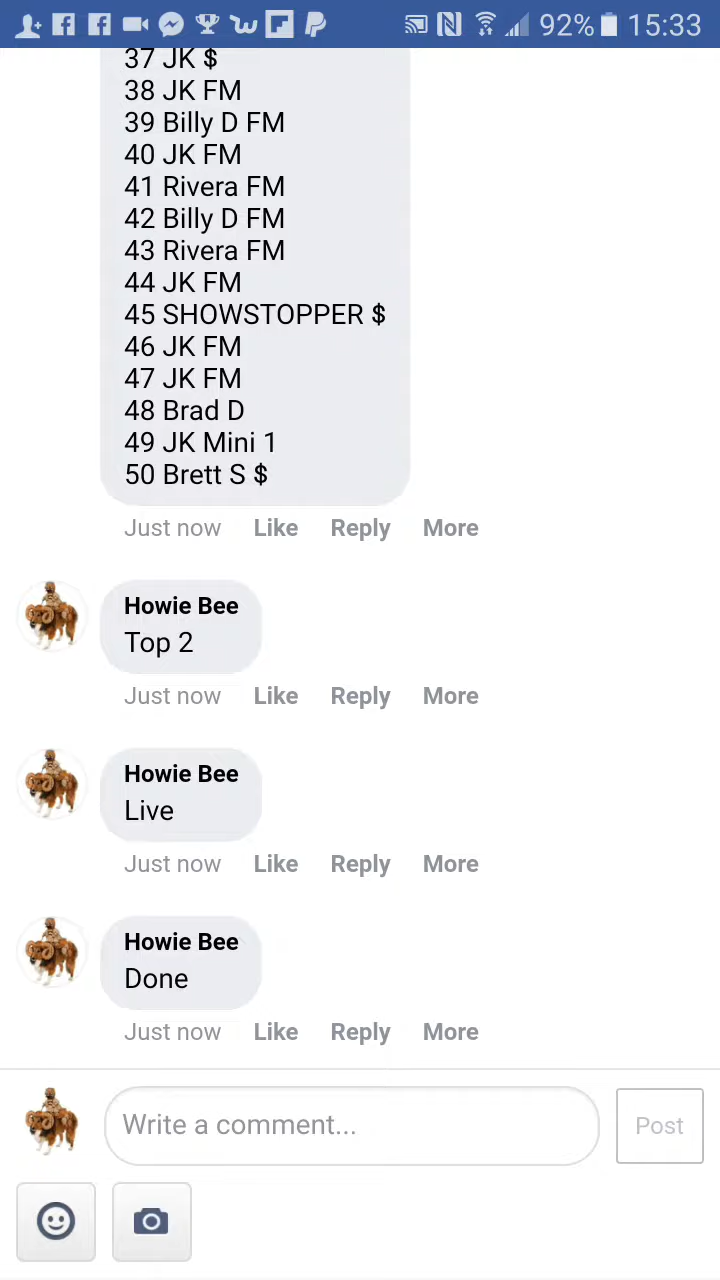 92% 15:33
37 JK $
38 JK FM
39 Billy D FM
40 JK FM
41 Rivera FM
42 Billy D FM
43 Rivera FM
44 JK FM
45 SHOWSTOPPER $
46 JK FM
47 JK FM
48 Brad D
49 JK Mini 1
50 Brett S $
Just now Like Reply More
Howie Bee
Top 2
Just now Like Reply More
Howie Bee
Live
Just now Like Reply More
Howie Bee
Done
Just now Like Reply More
Write a comment... Post